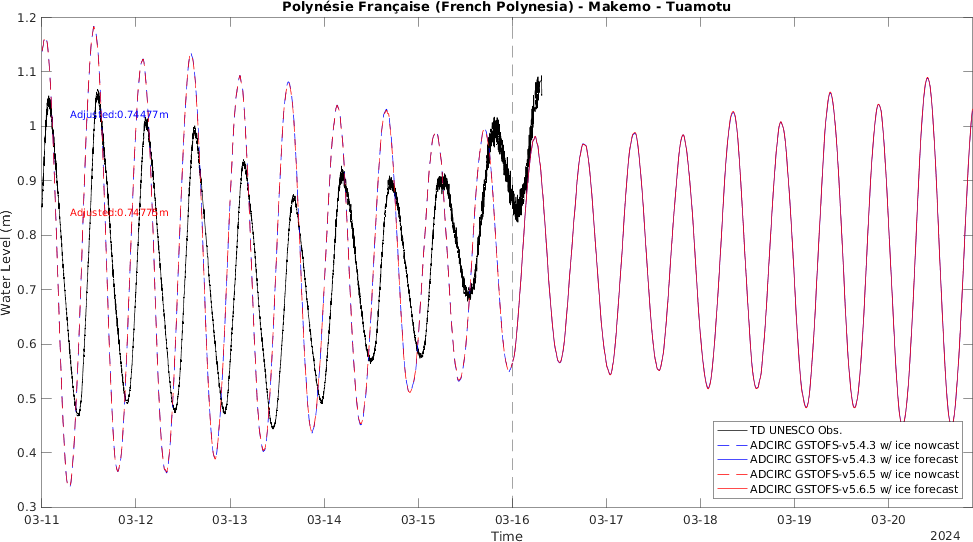 Polynésie Française (French Polynesia) - Makemo - Tuamotu
1.2
1.1
1
0.9
0.8
0.7
0.6
0.5
0.4
0.3
Water Level (m)
Adjusted:0.74477m
Adjusted:0.74775m
TD UNESCO Obs.
ADCIRC GSTOFS-v5.4.3 w/ ice nowcast
ADCIRC GSTOFS-v5.4.3 w/ ice forecast
ADCIRC GSTOFS-v5.6.5 w/ ice nowcast
ADCIRC GSTOFS-v5.6.5 w/ ice forecast
03-11 03-12 03-13 03-14 03-15 03-16 03-17 03-18 03-19 03-20
Time
2024